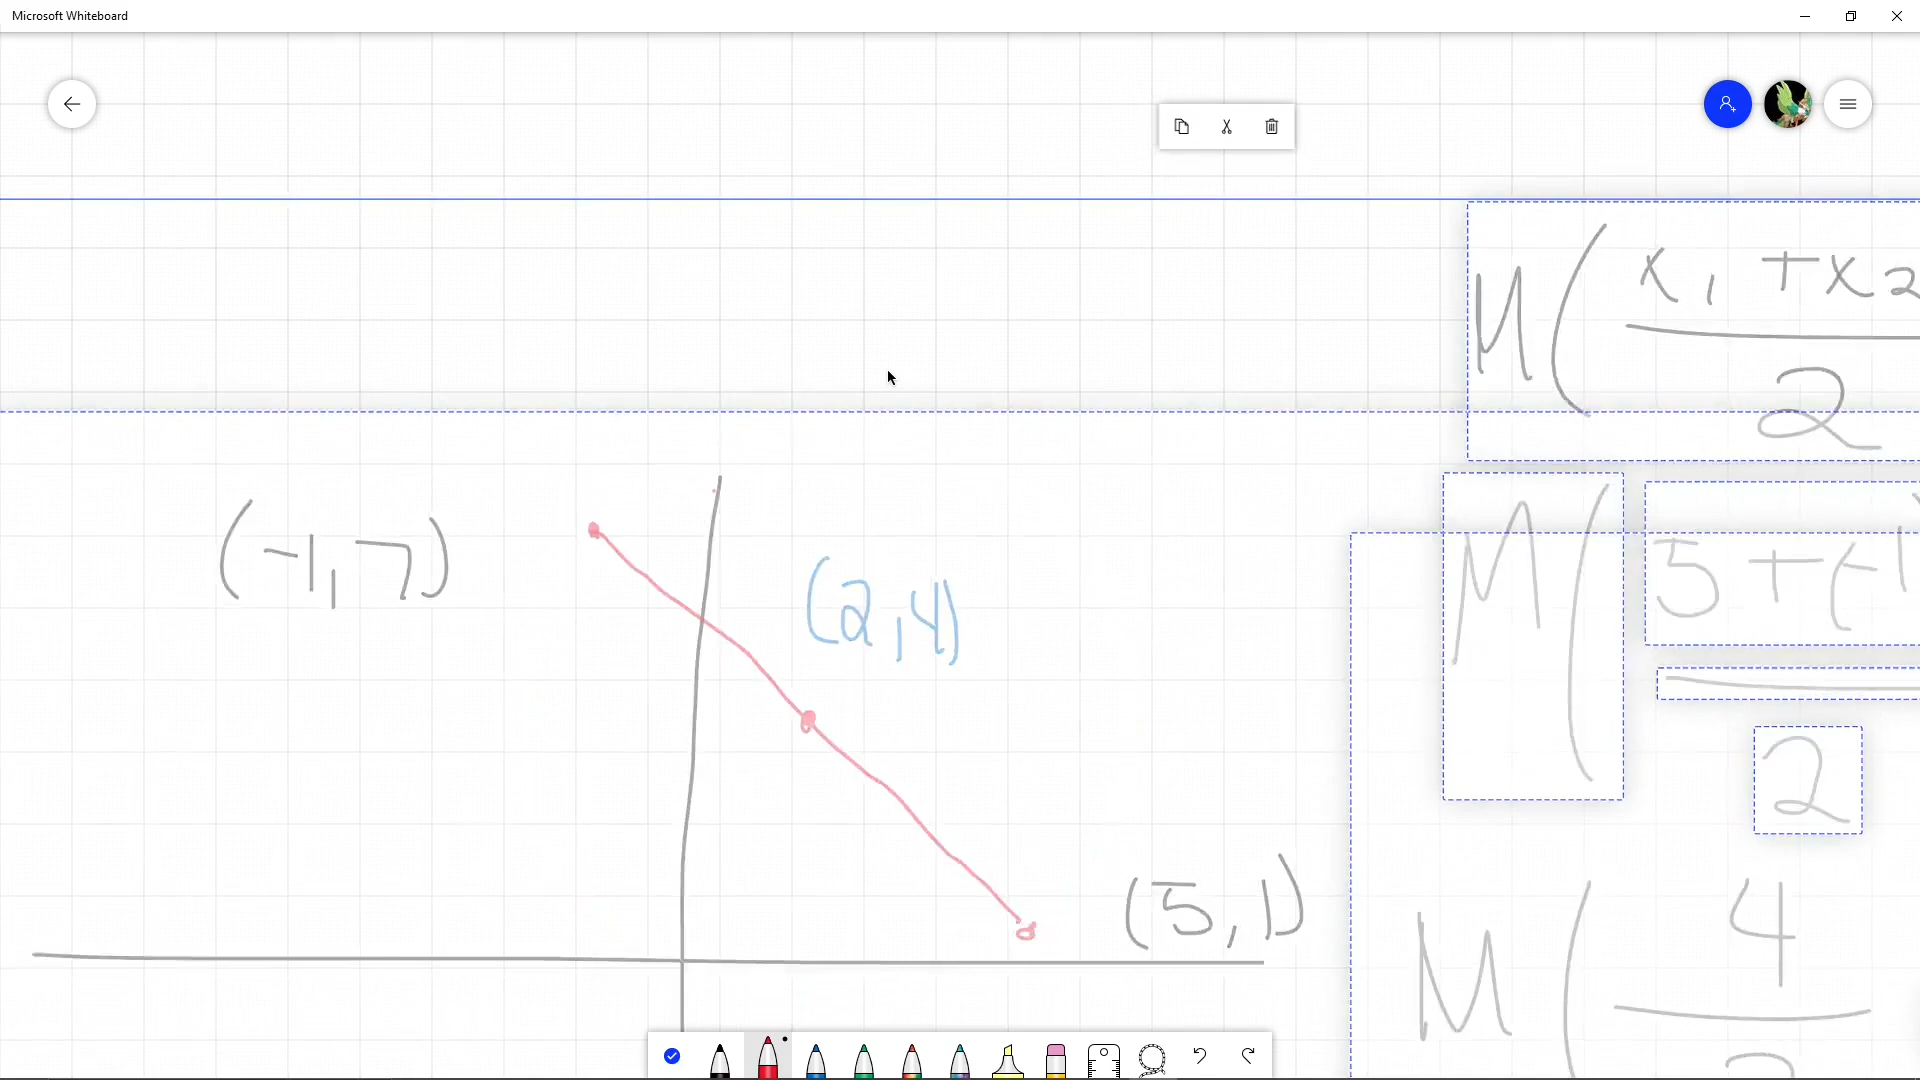 Microsoft Whiteboard
M( x₁ + x₂
2
(-1, 7)
(2, 4)
M( 5 + (-1
2
(5, 1)
M( 4